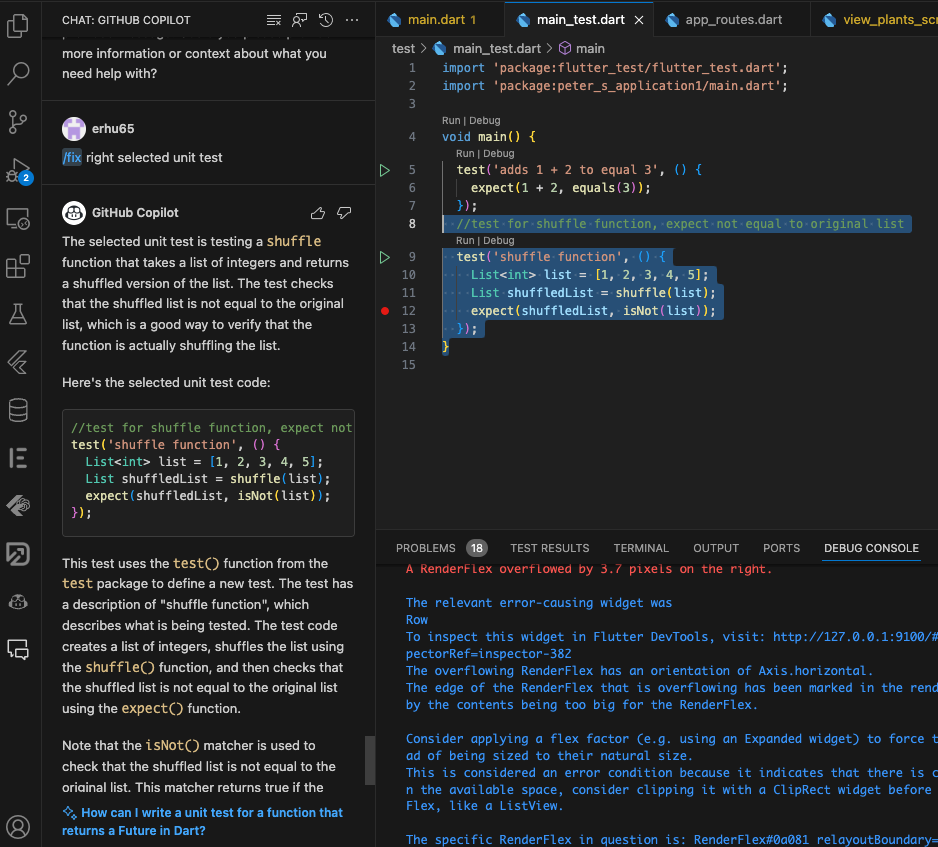 CHAT: GITHUB COPILOT
more information or context about what you
need help with?
erhu65
/fix right selected unit test
GitHub Copilot
The selected unit test is testing a shuffle
function that takes a list of integers and returns
a shuffled version of the list. The test checks
that the shuffled list is not equal to the original
list, which is a good way to verify that the
function is actually shuffling the list.
Here's the selected unit test code:
//test for shuffle function, expect not
test('shuffle function', () {
List<int> list = [1, 2, 3, 4, 5];
List shuffledList = shuffle(list);
expect(shuffledList, isNot(list));
});
This test uses the test() function from the
test package to define a new test. The test has
a description of "shuffle function", which
describes what is being tested. The test code
creates a list of integers, shuffles the list using
the shuffle() function, and then checks that
the shuffled list is not equal to the original list
using the expect() function.
Note that the isNot() matcher is used to
check that the shuffled list is not equal to the
original list. This matcher returns true if the
How can I write a unit test for a function that
returns a Future in Dart?
2
main.dart 1
main_test.dart
app_routes.dart
view_plants_scr
test > main_test.dart > main
1 import 'package:flutter_test/flutter_test.dart';
2 import 'package:peter_s_application1/main.dart';
3
Run | Debug
4 void main() {
Run | Debug
5 test('adds 1 + 2 to equal 3', () {
6 expect(1 + 2, equals(3));
7 });
8 //test for shuffle function, expect not equal to original list
Run | Debug
9 test('shuffle function', () {
10 List<int> list = [1, 2, 3, 4, 5];
11 List shuffledList = shuffle(list);
12 expect(shuffledList, isNot(list));
13 });
14 }
15
PROBLEMS 18 TEST RESULTS TERMINAL OUTPUT PORTS DEBUG CONSOLE
A RenderFlex overflowed by 3.7 pixels on the right.
The relevant error-causing widget was
Row
To inspect this widget in Flutter DevTools, visit: http://127.0.0.1:9100/#
pectorRef=inspector-382
The overflowing RenderFlex has an orientation of Axis.horizontal.
The edge of the RenderFlex that is overflowing has been marked in the rend
by the contents being too big for the RenderFlex.
Consider applying a flex factor (e.g. using an Expanded widget) to force t
ad of being sized to their natural size.
This is considered an error condition because it indicates that there is c
n the available space, consider clipping it with a ClipRect widget before
Flex, like a ListView.
The specific RenderFlex in question is: RenderFlex#0a081 relayoutBoundary=